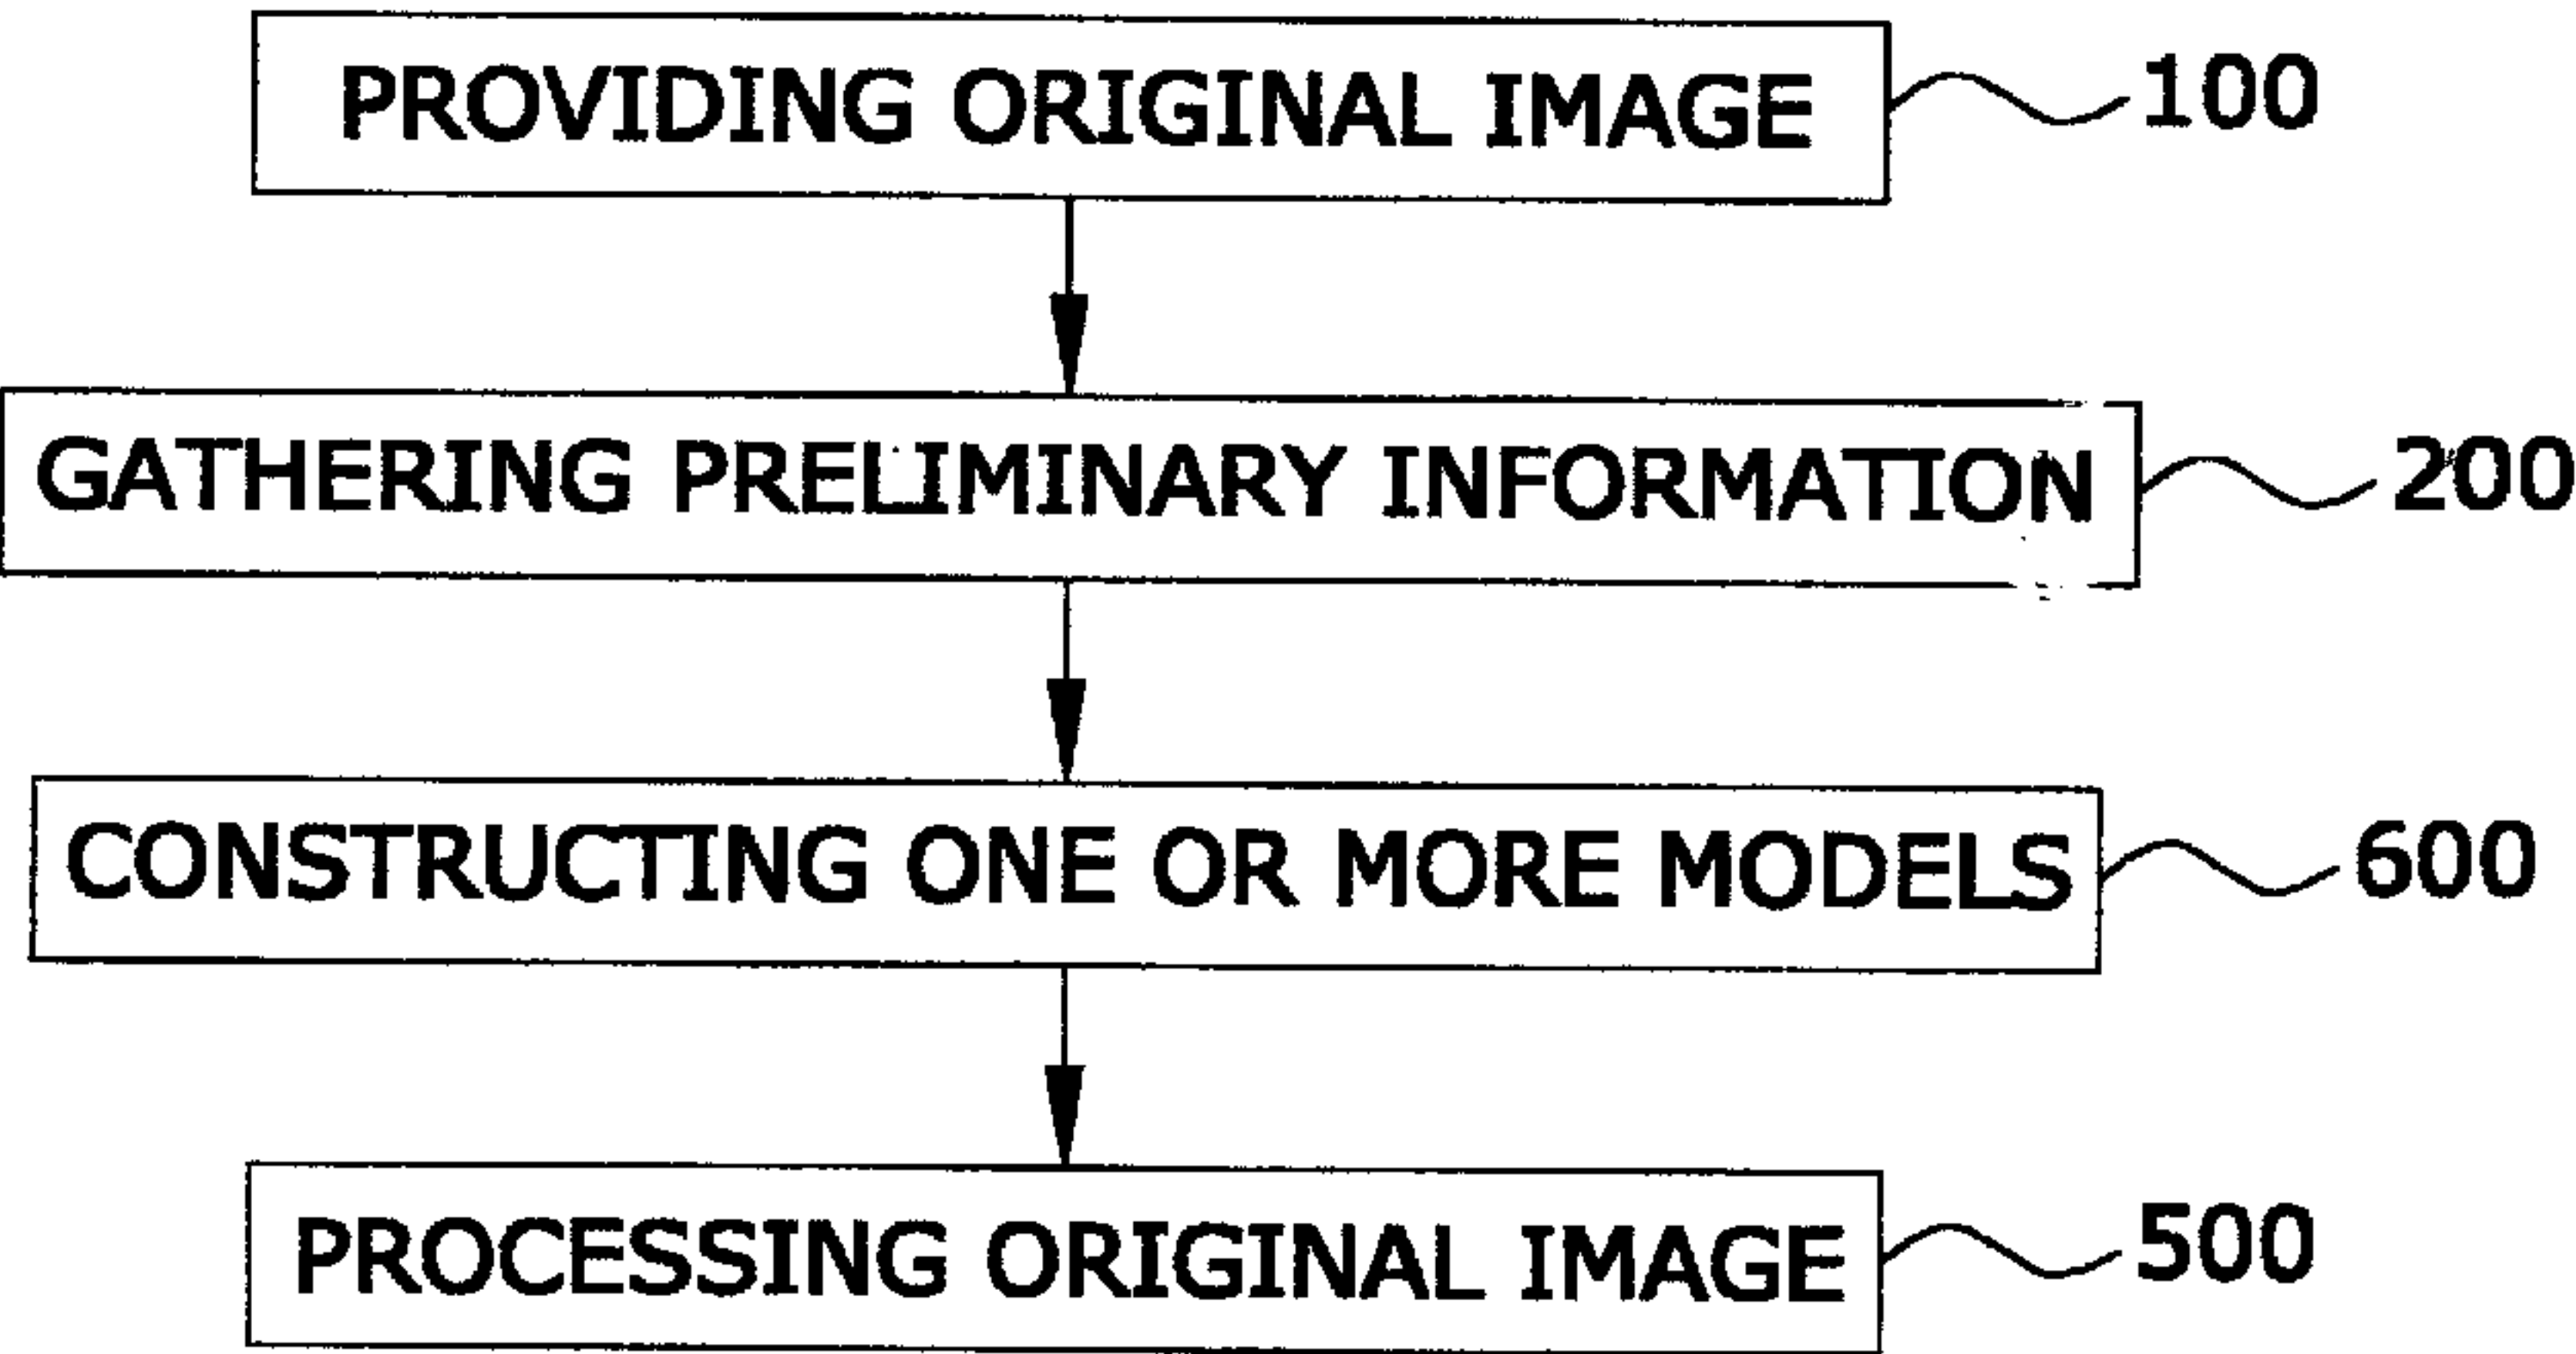 PROVIDING ORIGINAL IMAGE 100
GATHERING PRELIMINARY INFORMATION 200
CONSTRUCTING ONE OR MORE MODELS 600
PROCESSING ORIGINAL IMAGE 500